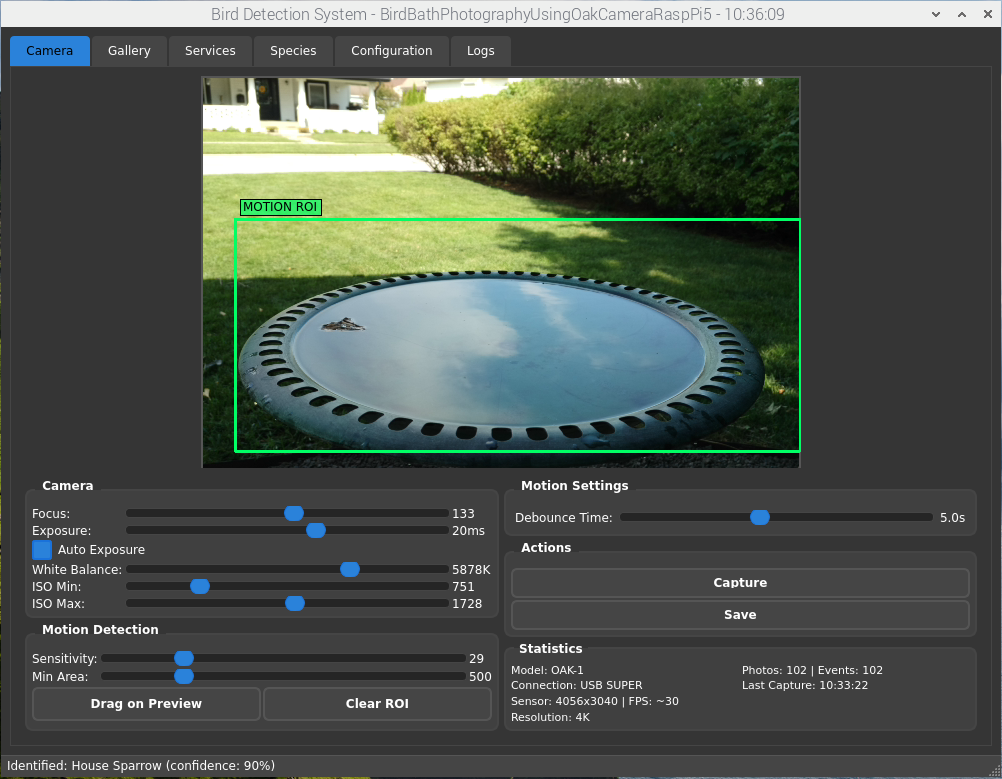 Bird Detection System - BirdBathPhotographyUsingOakCameraRaspPi5 - 10:36:09
Camera Gallery Services Species Configuration Logs
MOTION ROI
Camera
Focus: 133
Exposure: 20ms
Auto Exposure
White Balance: 5878K
ISO Min: 751
ISO Max: 1728
Motion Detection
Sensitivity: 29
Min Area: 500
Drag on Preview Clear ROI
Motion Settings
Debounce Time: 5.0s
Actions
Capture
Save
Statistics
Model: OAK-1
Connection: USB SUPER
Sensor: 4056x3040 | FPS: ~30
Resolution: 4K
Photos: 102 | Events: 102
Last Capture: 10:33:22
Identified: House Sparrow (confidence: 90%)